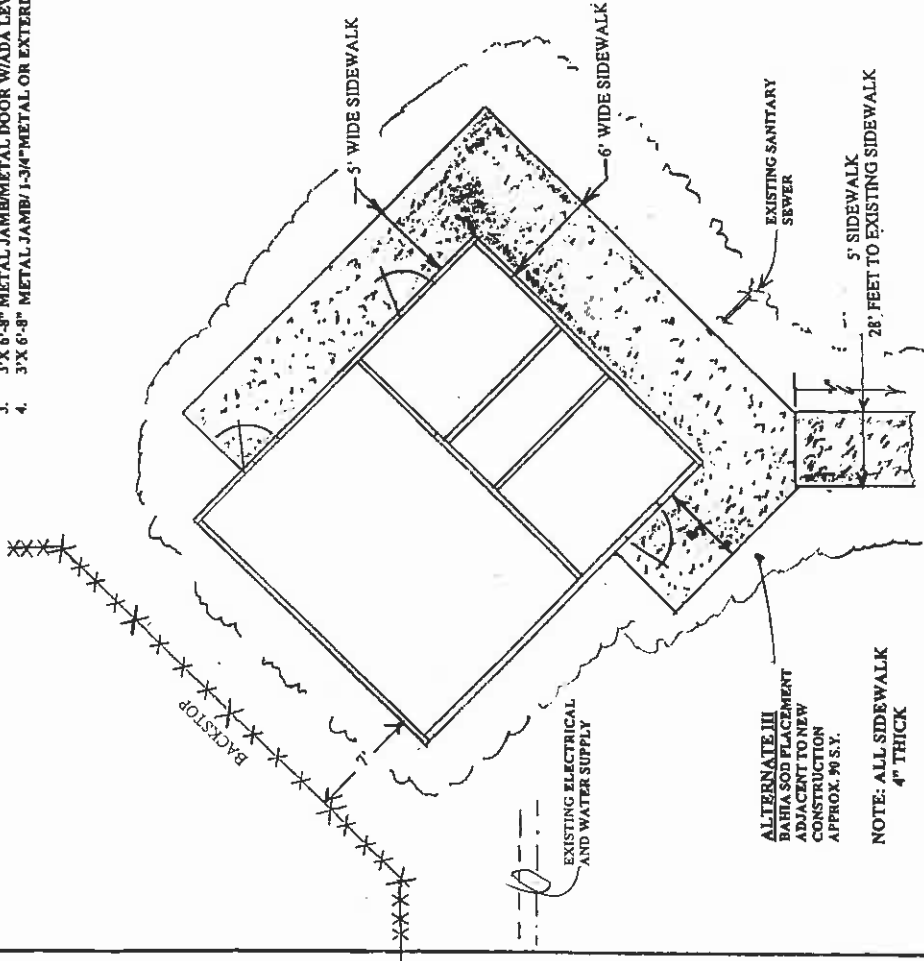 3. 3'X 6'-8" METAL JAMB/METAL DOOR W/ADA LEV
4. 3'X 6'-8" METAL JAMB/ 1-3/4" METAL OR EXTERI
5' WIDE SIDEWALK
6' WIDE SIDEWALK
BACKSTOP
7'
EXISTING SANITARY
SEWER
5' SIDEWALK
28', FEET TO EXISTING SIDEWALK
EXISTING ELECTRICAL
AND WATER SUPPLY
ALTERNATE III
BAHIA SOD PLACEMENT
ADJACENT TO NEW
CONSTRUCTION
APPROX. 90 S.Y.
NOTE: ALL SIDEWALK
4" THICK